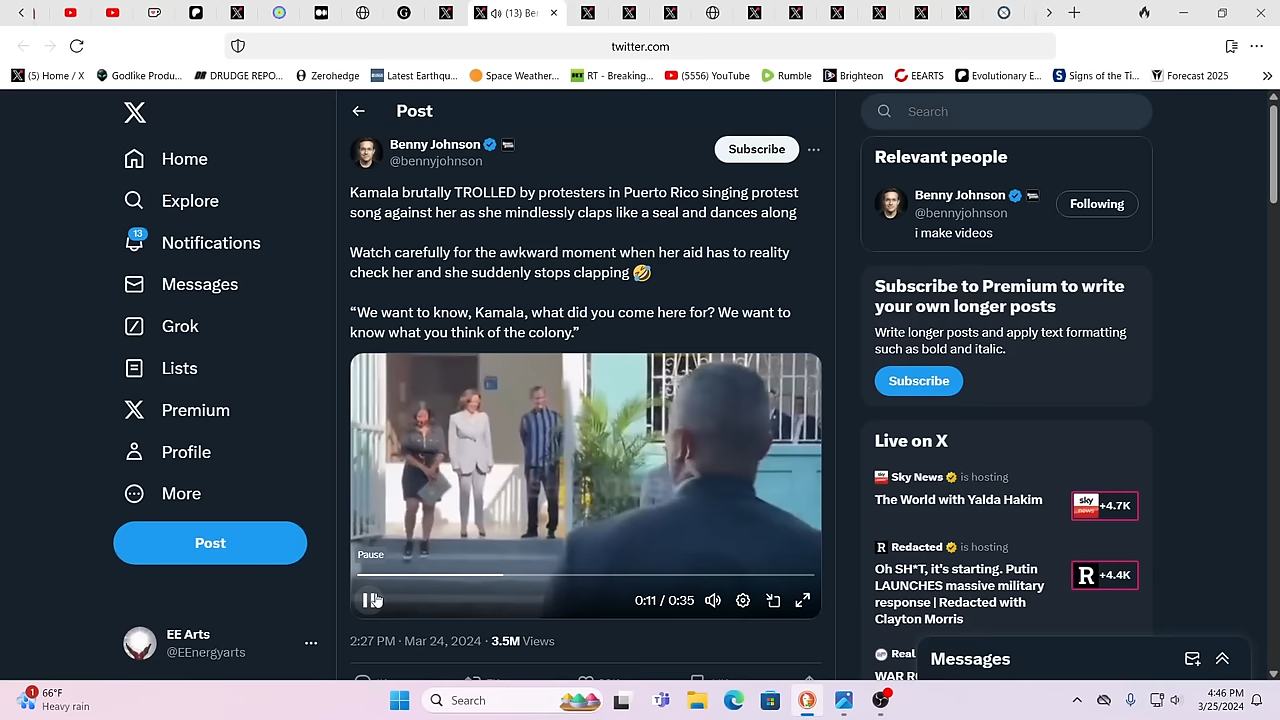 (13) Be
twitter.com
(5) Home / X
Godlike Produ...
DRUDGE REPO...
Zerohedge
Latest Earthqu...
Space Weather...
RT - Breaking...
(5556) YouTube
Rumble
Brighteon
EEARTS
Evolutionary E...
Signs of the Ti...
Forecast 2025
Home
Explore
13
Notifications
Messages
Grok
Lists
Premium
Profile
More
Post
EE Arts
@EEnergyarts
Post
Benny Johnson
@bennyjohnson
Subscribe
Kamala brutally TROLLED by protesters in Puerto Rico singing protest
song against her as she mindlessly claps like a seal and dances along
Watch carefully for the awkward moment when her aid has to reality
check her and she suddenly stops clapping 🤣
“We want to know, Kamala, what did you come here for? We want to
know what you think of the colony.”
Pause
0:11 / 0:35
2:27 PM · Mar 24, 2024 · 3.5M Views
Search
Relevant people
Benny Johnson
@bennyjohnson
Following
i make videos
Subscribe to Premium to write
your own longer posts
Write longer posts and apply text formatting
such as bold and italic.
Subscribe
Live on X
Sky News is hosting
The World with Yalda Hakim
sky
news
+4.7K
Redacted is hosting
Oh SH*T, it's starting. Putin
LAUNCHES massive military
response | Redacted with
Clayton Morris
R
+4.4K
Real
WAR R
Messages
1
66°F
Heavy rain
Search
4:46 PM
3/25/2024